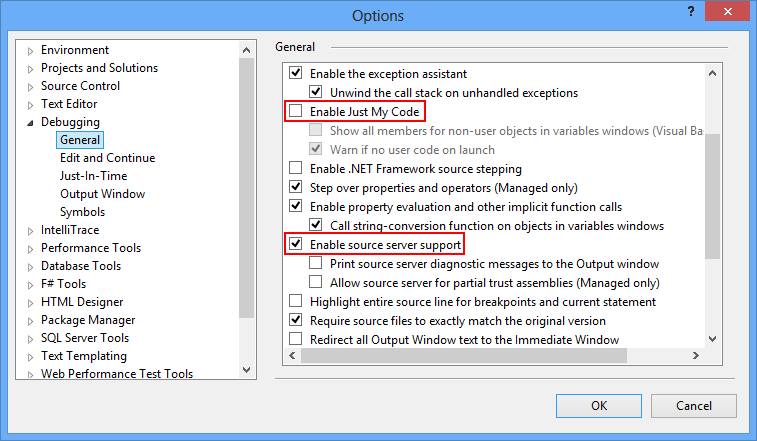 Options
?
Environment
Projects and Solutions
Source Control
Text Editor
Debugging
General
Edit and Continue
Just-In-Time
Output Window
Symbols
IntelliTrace
Performance Tools
Database Tools
F# Tools
HTML Designer
Package Manager
SQL Server Tools
Text Templating
Web Performance Test Tools
General
Enable the exception assistant
Unwind the call stack on unhandled exceptions
Enable Just My Code
Show all members for non-user objects in variables windows (Visual Ba
Warn if no user code on launch
Enable .NET Framework source stepping
Step over properties and operators (Managed only)
Enable property evaluation and other implicit function calls
Call string-conversion function on objects in variables windows
Enable source server support
Print source server diagnostic messages to the Output window
Allow source server for partial trust assemblies (Managed only)
Highlight entire source line for breakpoints and current statement
Require source files to exactly match the original version
Redirect all Output Window text to the Immediate Window
OK
Cancel